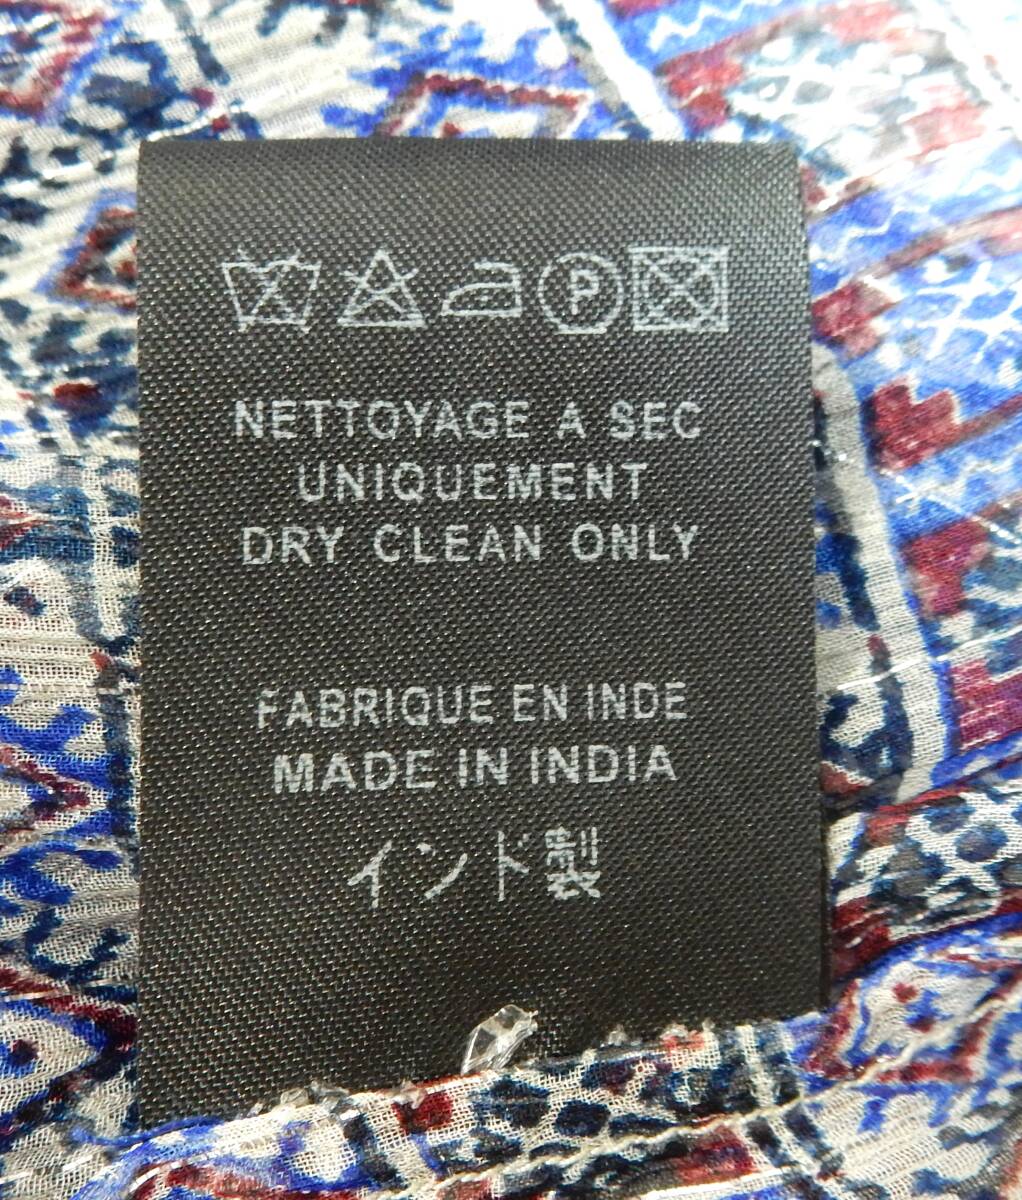 P
NETTOYAGE A SEC
UNIQUEMENT
DRY CLEAN ONLY
FABRIQUE EN INDE
MADE IN INDIA
インド製